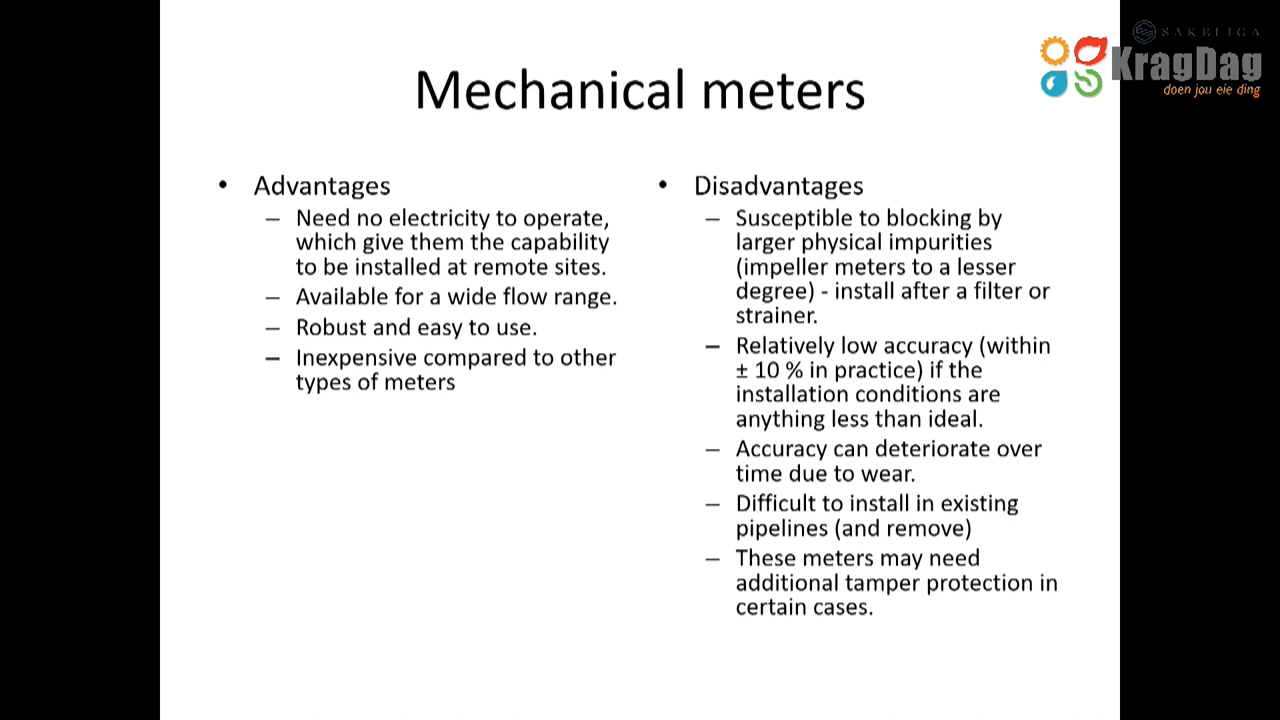 SAKELIGA
KragDag
doen jou eie ding
Mechanical meters
• Advantages
– Need no electricity to operate,
which give them the capability
to be installed at remote sites.
– Available for a wide flow range.
– Robust and easy to use.
– Inexpensive compared to other
types of meters
• Disadvantages
– Susceptible to blocking by
larger physical impurities
(impeller meters to a lesser
degree) - install after a filter or
strainer.
– Relatively low accuracy (within
± 10 % in practice) if the
installation conditions are
anything less than ideal.
– Accuracy can deteriorate over
time due to wear.
– Difficult to install in existing
pipelines (and remove)
– These meters may need
additional tamper protection in
certain cases.